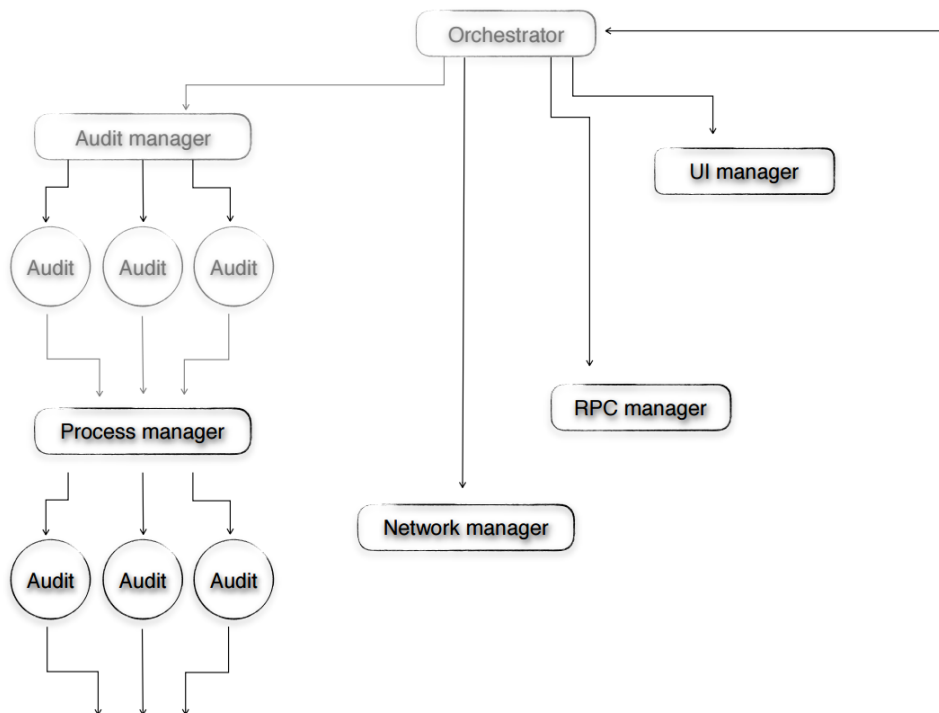 Orchestrator
Audit manager
UI manager
Audit
Audit
Audit
RPC manager
Process manager
Network manager
Audit
Audit
Audit